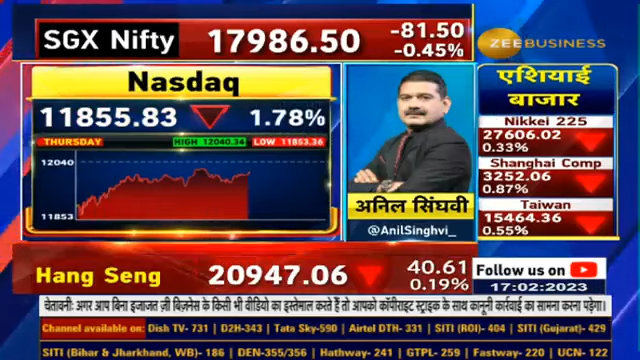 SGX Nifty 17986.50 -81.50
-0.45%
ZEEBUSINESS
Nasdaq
11855.83 1.78%
THURSDAY HIGH 12040.34 LOW 11853.36
12040
11853
अनिल सिंघवी
@AnilSinghvi_
एशियाई
बाजार
Nikkei 225
27606.02
0.33%
Shanghai Comp
3252.06
0.87%
Taiwan
15464.36
0.55%
Hang Seng 20947.06 40.61
0.19%
Follow us on
17-02-2023
चेतावनी: अगर आप बिना इजाजत ज़ी बिज़नेस के किसी भी वीडियो का इस्तेमाल करते हैं तो आपको कॉपीराइट स्ट्राइक के साथ कानूनी कार्रवाई का सामना करना पड़ेगा.
Channel available on: Dish TV- 731 | D2H-343 | Tata Sky-590 | Airtel DTH- 331 | SITI (ROI) - 404 | SITI (Gujarat) - 429
SITI (Bihar & Jharkhand, WB) - 186 | DEN-355/356 | Hathway- 241 | GTPL- 259 | Fastway- 220 | UCN- 122